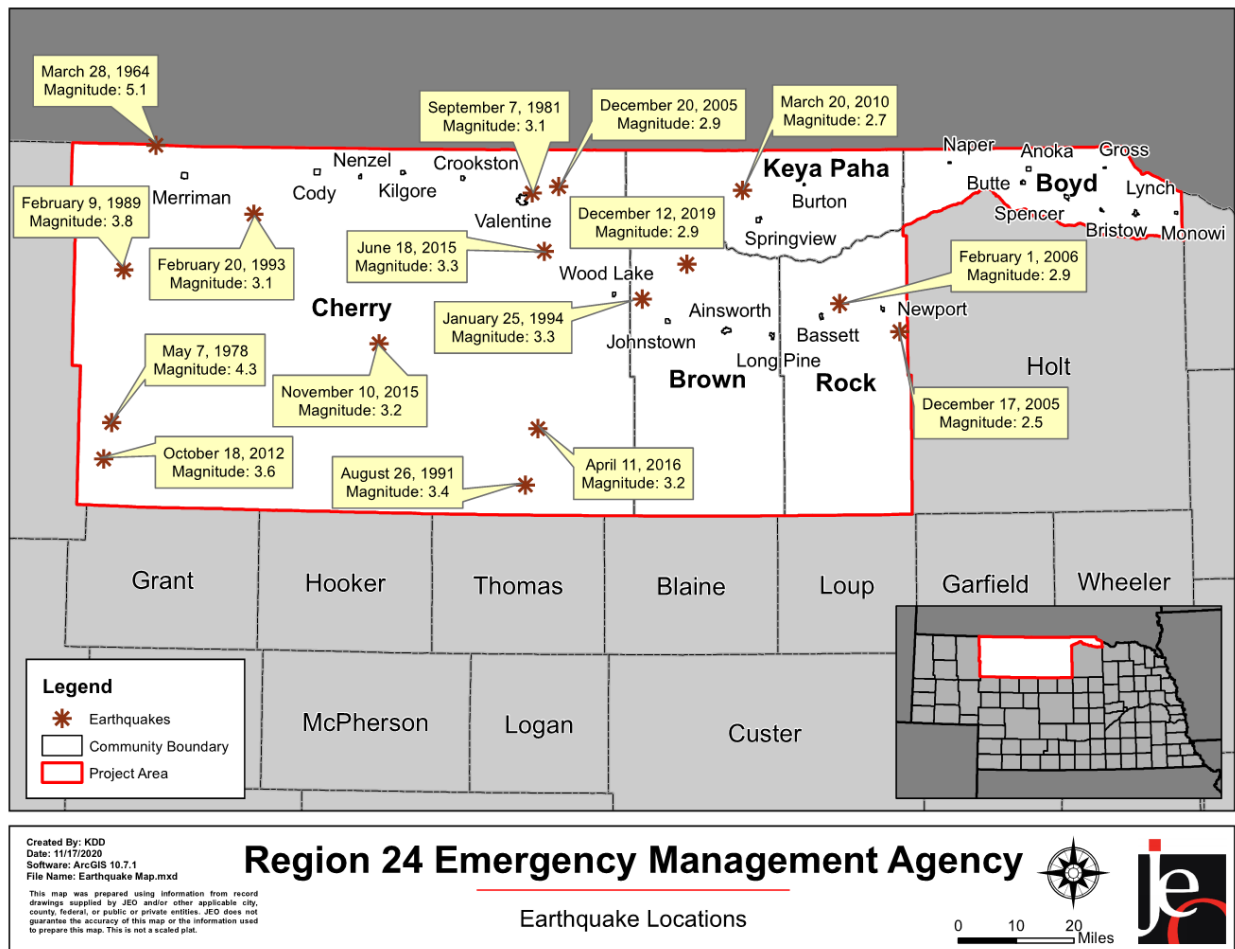 March 28, 1964
Magnitude: 5.1
September 7, 1981
Magnitude: 3.1
December 20, 2005
Magnitude: 2.9
March 20, 2010
Magnitude: 2.7
Naper
Anoka
Gross
Nenzel
Crookston
Keya Paha
Merriman
Cody
Kilgore
Butte
Boyd
Lynch
February 9, 1989
Magnitude: 3.8
Valentine
December 12, 2019
Magnitude: 2.9
Burton
Spencer
Bristow
Monowi
Springview
February 20, 1993
Magnitude: 3.1
June 18, 2015
Magnitude: 3.3
Wood Lake
February 1, 2006
Magnitude: 2.9
Cherry
January 25, 1994
Magnitude: 3.3
Ainsworth
Newport
Johnstown
Bassett
Long Pine
May 7, 1978
Magnitude: 4.3
November 10, 2015
Magnitude: 3.2
Brown
Rock
Holt
December 17, 2005
Magnitude: 2.5
October 18, 2012
Magnitude: 3.6
August 26, 1991
Magnitude: 3.4
April 11, 2016
Magnitude: 3.2
Grant
Hooker
Thomas
Blaine
Loup
Garfield
Wheeler
Legend
Earthquakes
Community Boundary
Project Area
McPherson
Logan
Custer
Created By: KDD
Date: 11/17/2020
Software: ArcGIS 10.7.1
File Name: Earthquake Map.mxd
This map was prepared using information from record
drawings supplied by JEO and/or other applicable city,
county, federal, or public or private entities. JEO does not
guarantee the accuracy of this map or the information used
to prepare this map. This is not a scaled plat.
Region 24 Emergency Management Agency
Earthquake Locations
0 10 20
Miles
jeo